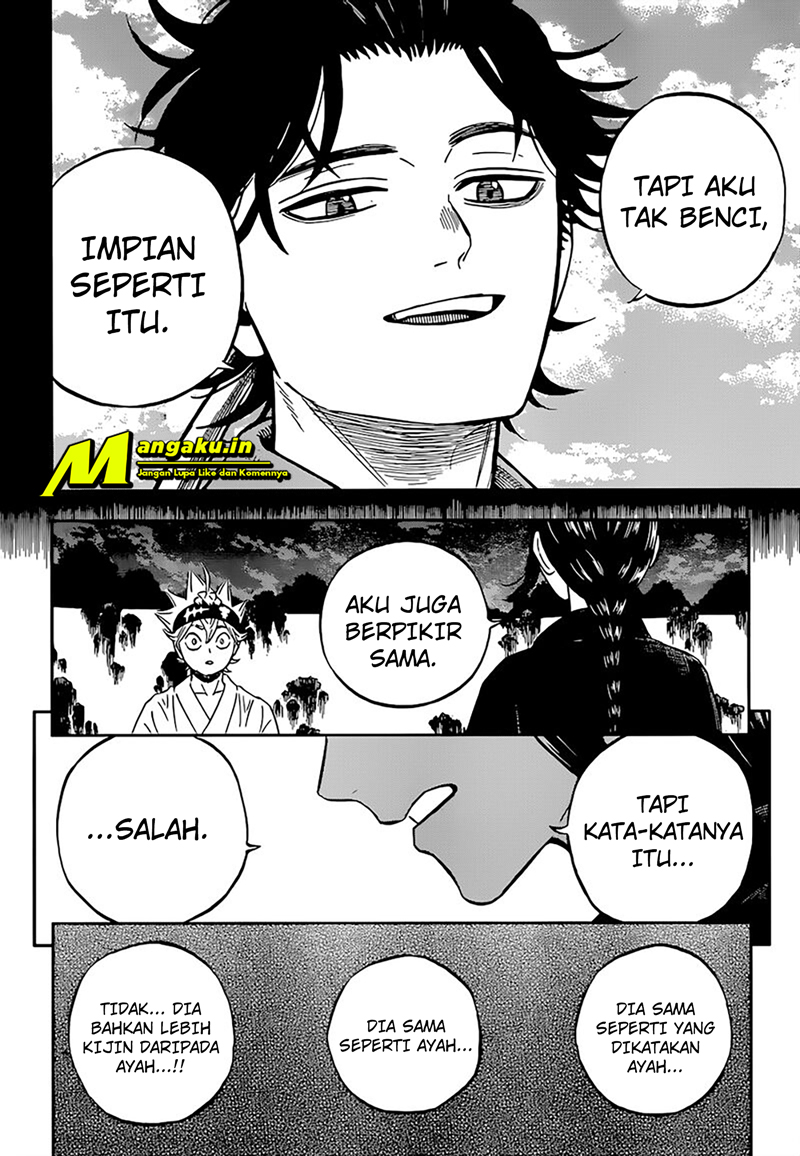 TAPI AKU
TAK BENCI,
IMPIAN
SEPERTI
ITU.
Mangaku.in
Jangan Lupa Like dan Komennya
AKU JUGA
BERPIKIR
SAMA.
TAPI
KATA-KATANYA
ITU...
...SALAH.
DIA SAMA
SEPERTI YANG
DIKATAKAN
AYAH...
DIA SAMA
SEPERTI AYAH...
TIDAK... DIA
BAHKAN LEBIH
KIJIN DARIPADA
AYAH...!!